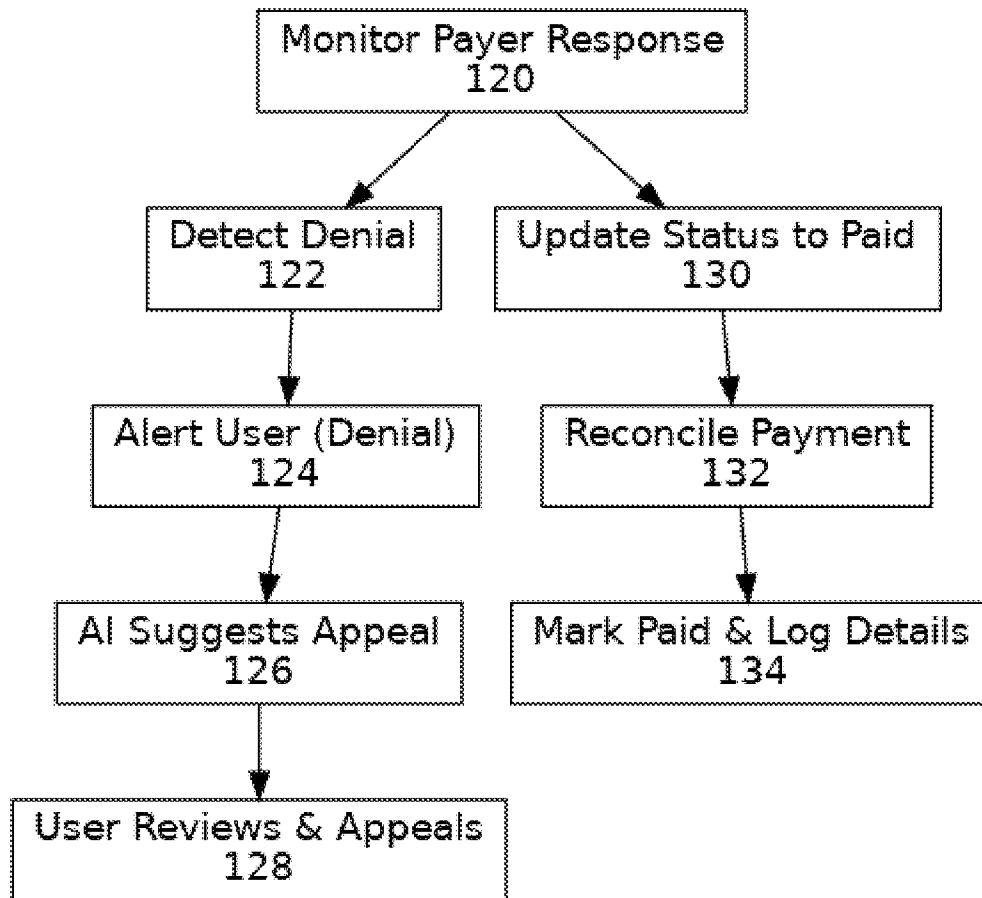 Monitor Payer Response
120
Detect Denial
122
Update Status to Paid
130
Alert User (Denial)
124
Reconcile Payment
132
AI Suggests Appeal
126
Mark Paid & Log Details
134
User Reviews & Appeals
128